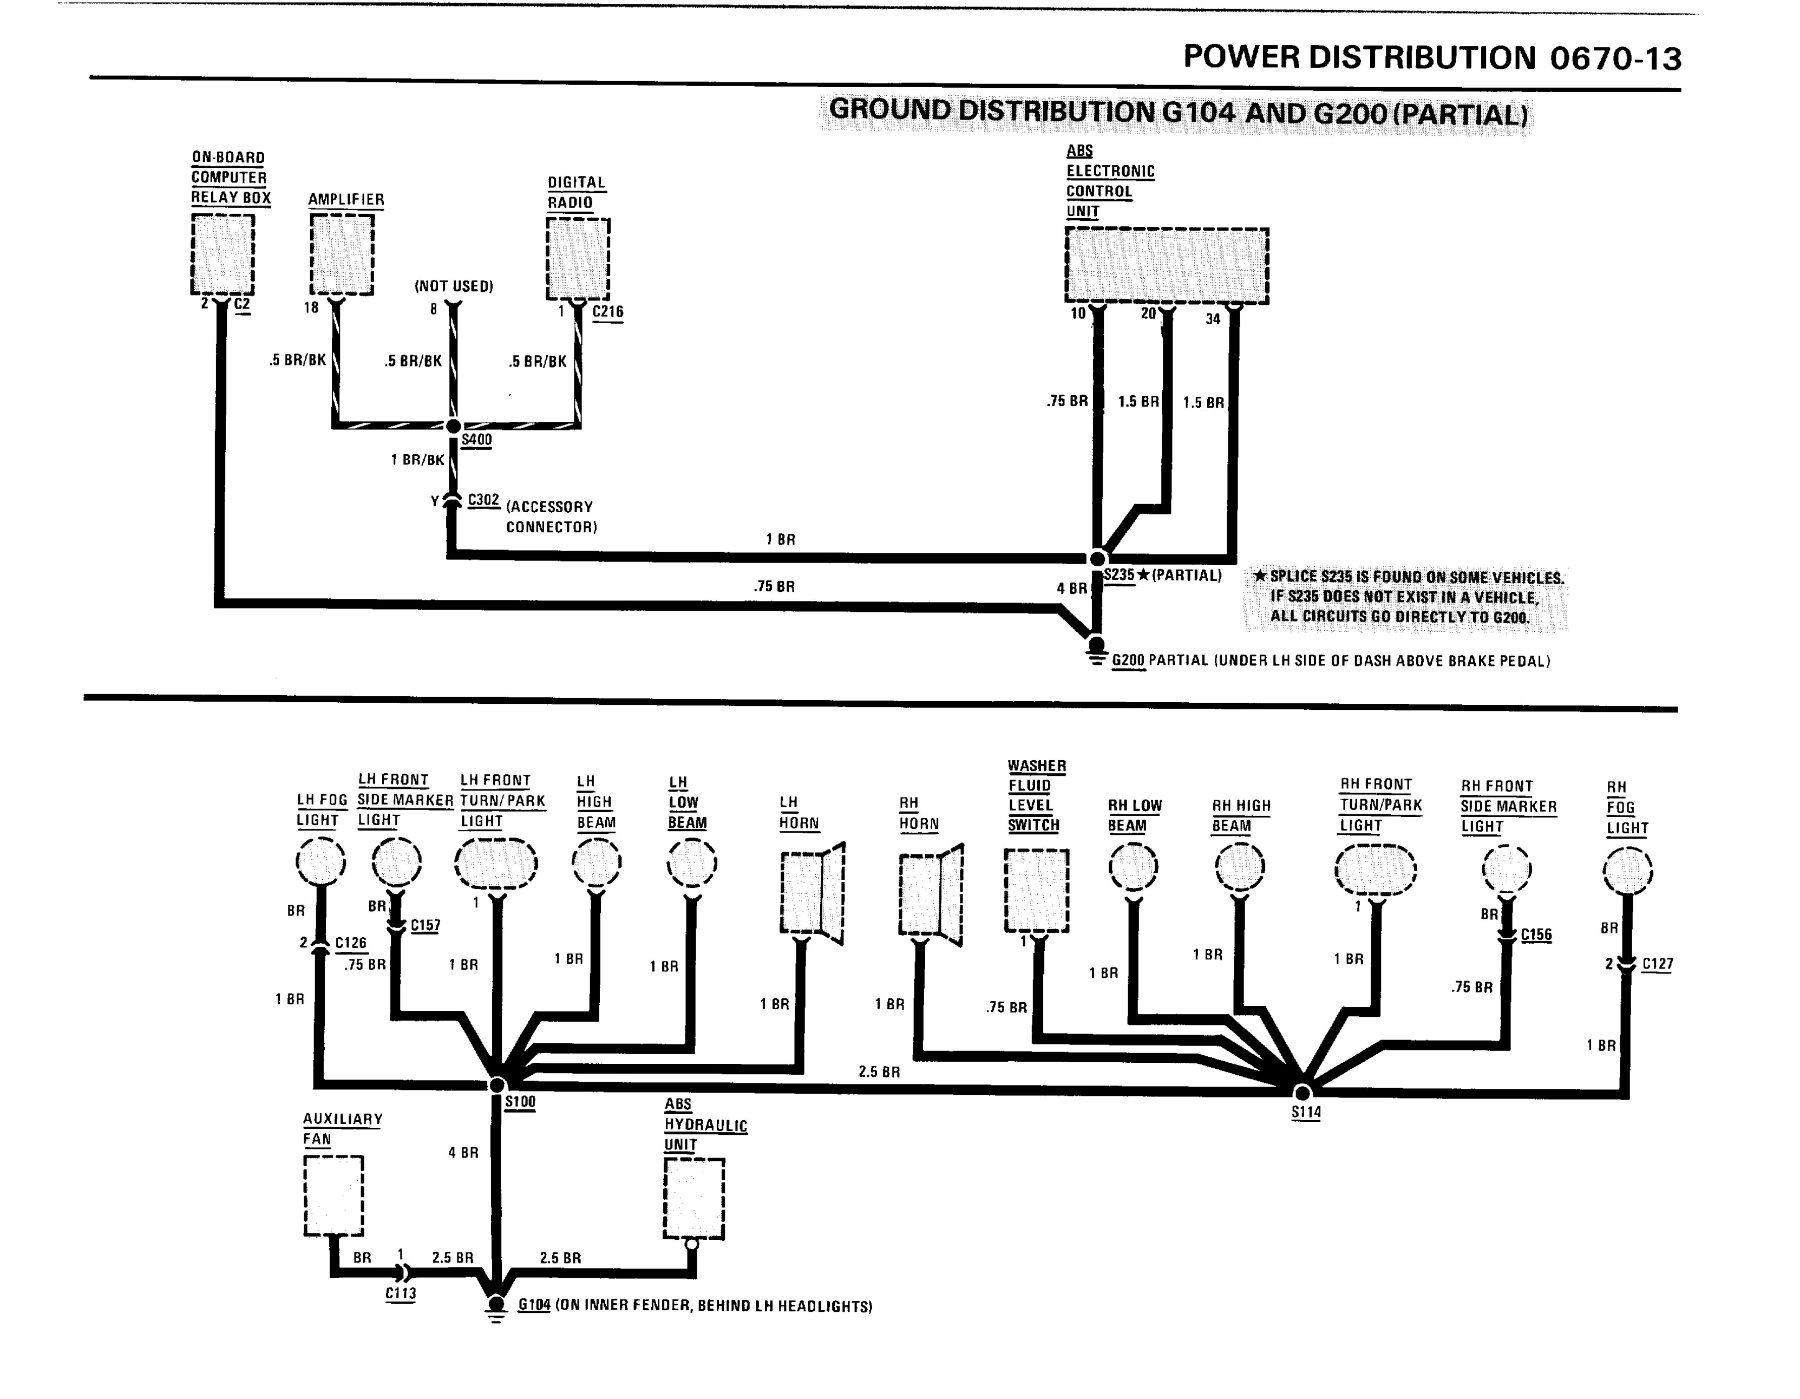 POWER DISTRIBUTION 0670-13
GROUND DISTRIBUTION G104 AND G200 (PARTIAL)
ON-BOARD
COMPUTER
RELAY BOX
AMPLIFIER
DIGITAL
RADIO
ABS
ELECTRONIC
CONTROL
UNIT
(NOT USED)
2 C2
18
8
1 C216
10
20
34
.5 BR/BK
.5 BR/BK
.5 BR/BK
.75 BR
1.5 BR
1.5 BR
S400
1 BR/BK
Y C302 (ACCESSORY
CONNECTOR)
1 BR
.75 BR
S235★(PARTIAL)
4 BR
★ SPLICE S235 IS FOUND ON SOME VEHICLES.
IF S235 DOES NOT EXIST IN A VEHICLE,
ALL CIRCUITS GO DIRECTLY TO G200.
G200 PARTIAL (UNDER LH SIDE OF DASH ABOVE BRAKE PEDAL)
LH FOG
LIGHT
LH FRONT
SIDE MARKER
LIGHT
LH FRONT
TURN/PARK
LIGHT
LH
HIGH
BEAM
LH
LOW
BEAM
LH
HORN
RH
HORN
WASHER
FLUID
LEVEL
SWITCH
RH LOW
BEAM
RH HIGH
BEAM
RH FRONT
TURN/PARK
LIGHT
RH FRONT
SIDE MARKER
LIGHT
RH
FOG
LIGHT
BR
2 C126
1 BR
BR
C157
.75 BR
1
1 BR
1 BR
1 BR
1 BR
1 BR
1
.75 BR
1 BR
1 BR
1
1 BR
BR
C156
.75 BR
BR
2 C127
1 BR
2.5 BR
S100
S114
AUXILIARY
FAN
4 BR
ABS
HYDRAULIC
UNIT
BR
1
C113
2.5 BR
2.5 BR
G104 (ON INNER FENDER, BEHIND LH HEADLIGHTS)